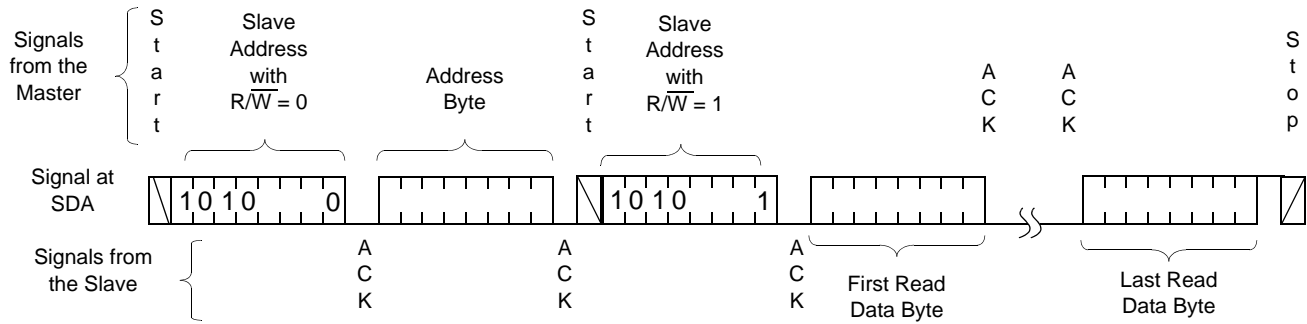 Signals
from the
Master
S
t
a
r
t
Slave
Address
with
R/W̅ = 0
Address
Byte
S
t
a
r
t
Slave
Address
with
R/W̅ = 1
A
C
K
A
C
K
S
t
o
p
Signal at
SDA
1 0 1 0 0
1 0 1 0 1
Signals from
the Slave
A
C
K
A
C
K
A
C
K
First Read
Data Byte
Last Read
Data Byte